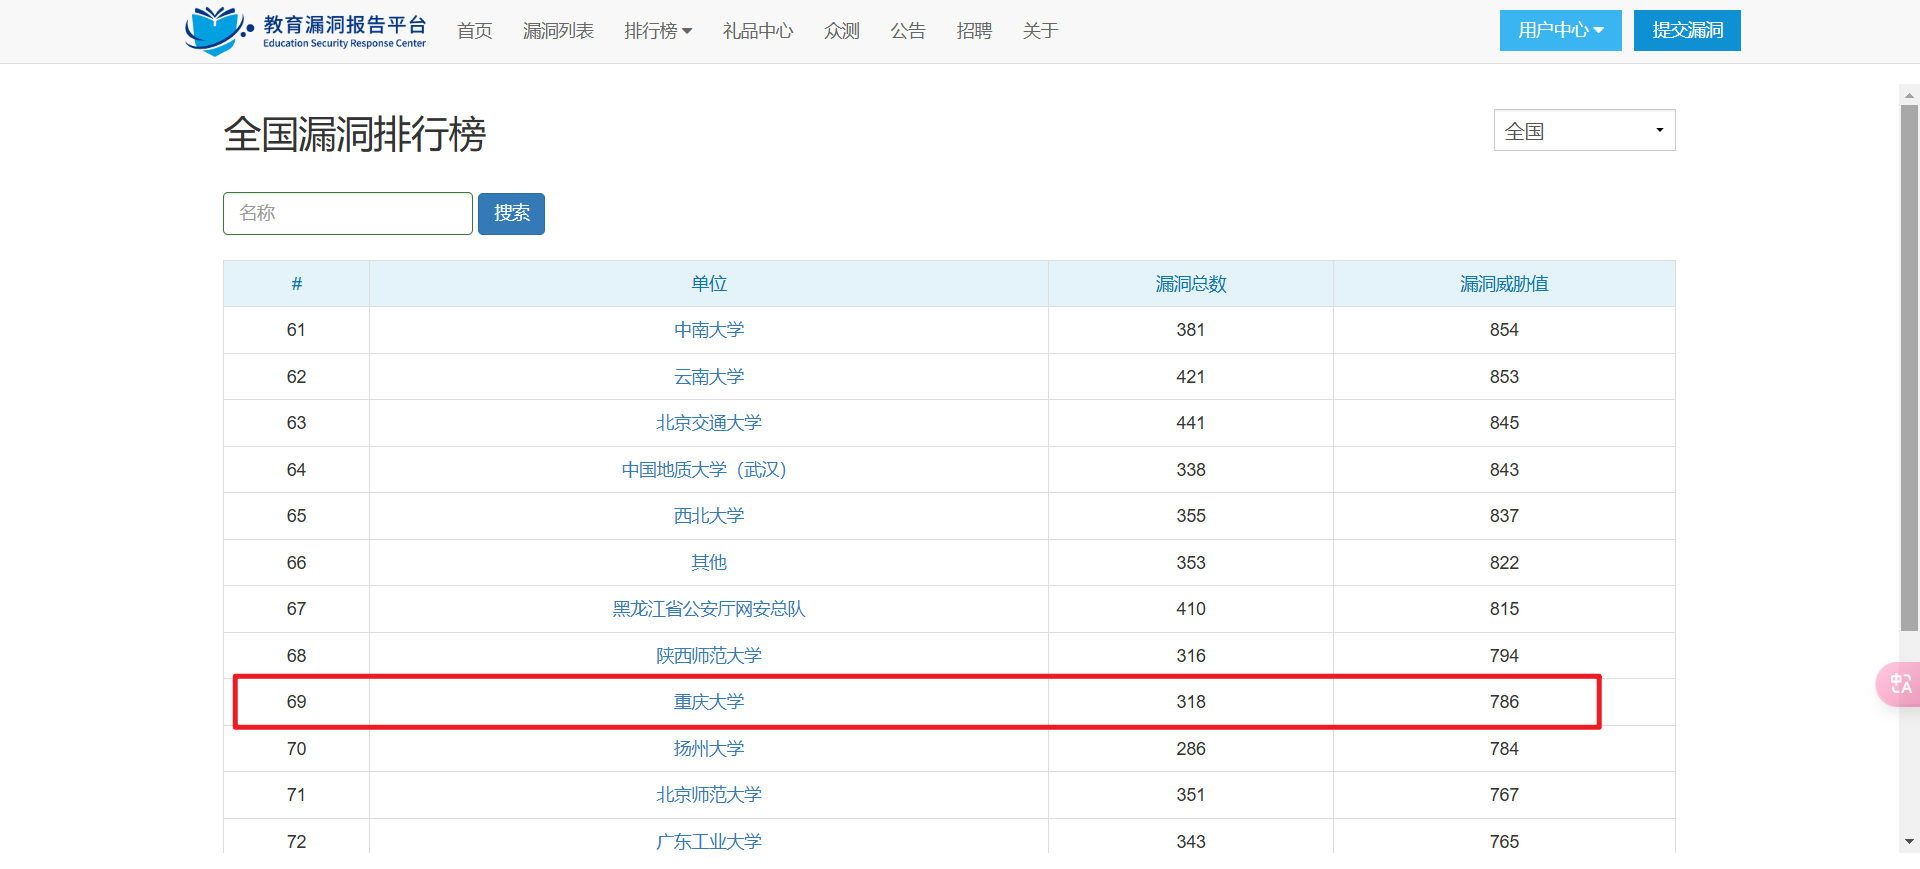 教育漏洞报告平台
Education Security Response Center
首页 漏洞列表 排行榜 礼品中心 众测 公告 招聘 关于 用户中心 提交漏洞
全国漏洞排行榜 全国
名称 搜索
# 单位 漏洞总数 漏洞威胁值
61 中南大学 381 854
62 云南大学 421 853
63 北京交通大学 441 845
64 中国地质大学（武汉） 338 843
65 西北大学 355 837
66 其他 353 822
67 黑龙江省公安厅网安总队 410 815
68 陕西师范大学 316 794
69 重庆大学 318 786
70 扬州大学 286 784
71 北京师范大学 351 767
72 广东工业大学 343 765
中A